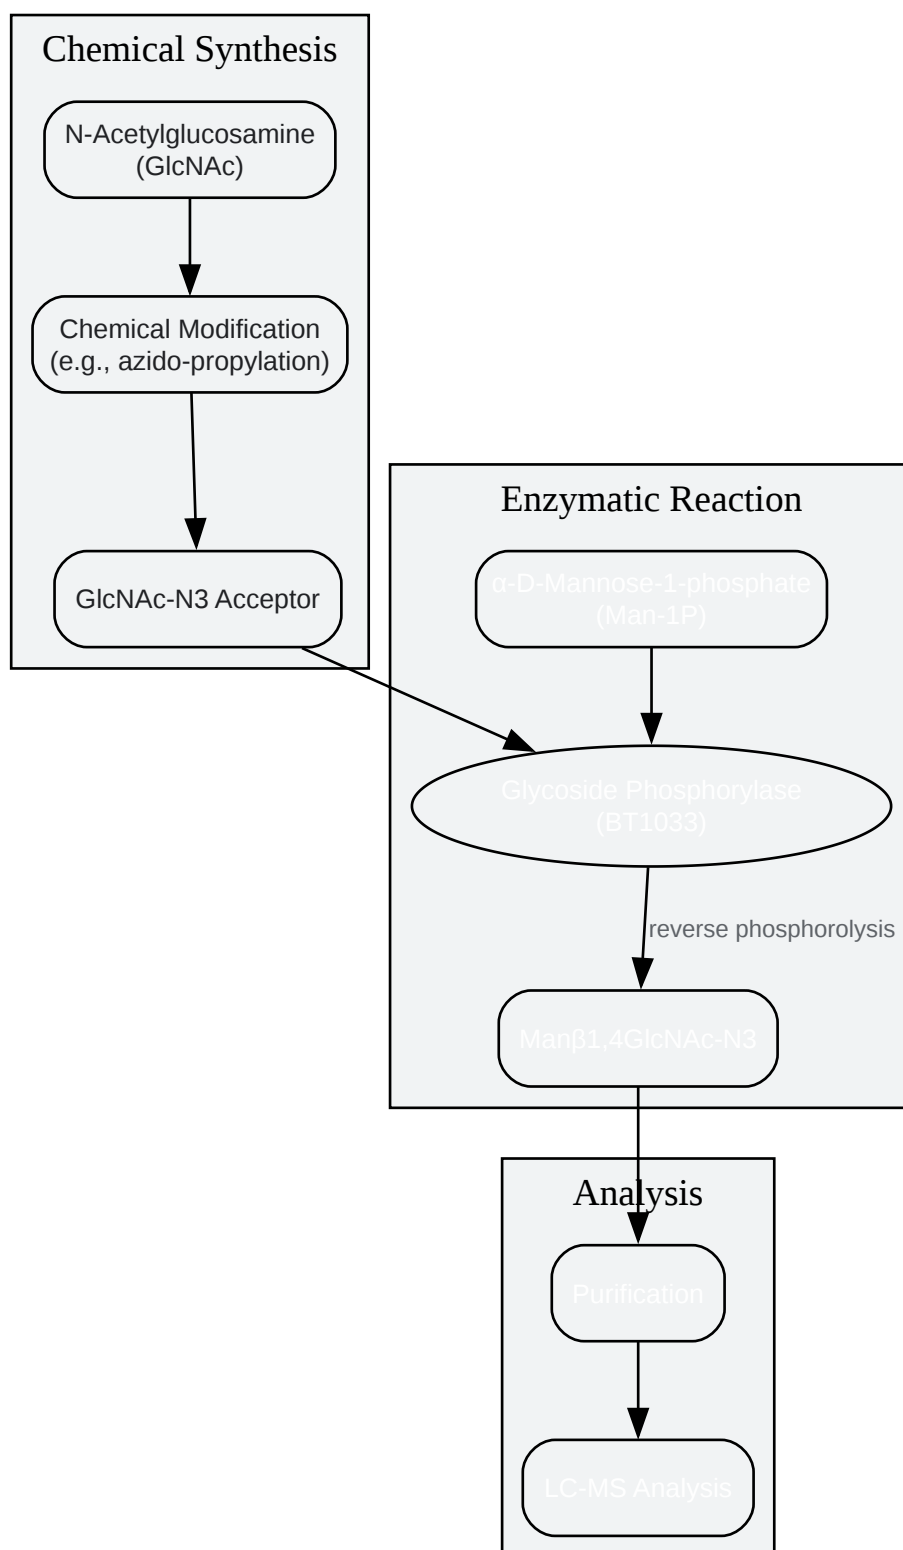 Chemical Synthesis
N-Acetylglucosamine
(GlcNAc)
Chemical Modification
(e.g., azido-propylation)
GlcNAc-N3 Acceptor
Enzymatic Reaction
α-D-Mannose-1-phosphate
(Man-1P)
Glycoside Phosphorylase
(BT1033)
reverse phosphorolysis
Manβ1,4GlcNAc-N3
Analysis
Purification
LC-MS Analysis